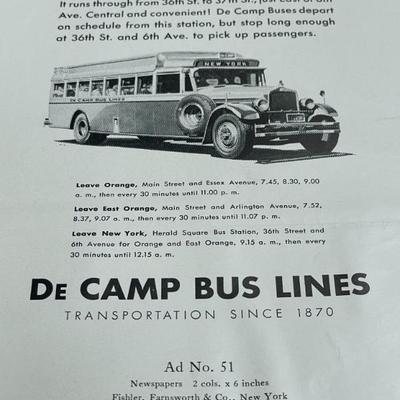 It runs through from 36th St. to 37th St., just east of 6th
Ave. Central and convenient! De Camp Buses depart
on schedule from this station, but stop long enough
at 36th St. and 6th Ave. to pick up passengers.
NEW YORK
DE CAMP BUS LINES
Leave Orange, Main Street and Essex Avenue, 7.45, 8.30, 9.00
a. m., then every 30 minutes until 11.00 p. m.
Leave East Orange, Main Street and Arlington Avenue, 7.52,
8.37, 9.07 a. m., then every 30 minutes until 11.07 p. m.
Leave New York, Herald Square Bus Station, 36th Street and
6th Avenue for Orange and East Orange, 9.15 a. m., then every
30 minutes until 12.15 a. m.
DE CAMP BUS LINES
TRANSPORTATION SINCE 1870
Ad No. 51
Newspapers 2 cols. x 6 inches
Fishler, Farnsworth & Co., New York